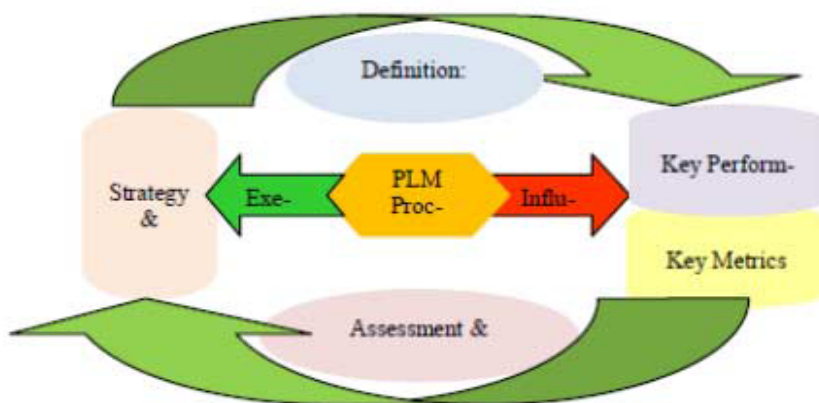 Definition:
Strategy
&
Exe-
PLM
Proc-
Influ-
Key Perform-
Key Metrics
Assessment &